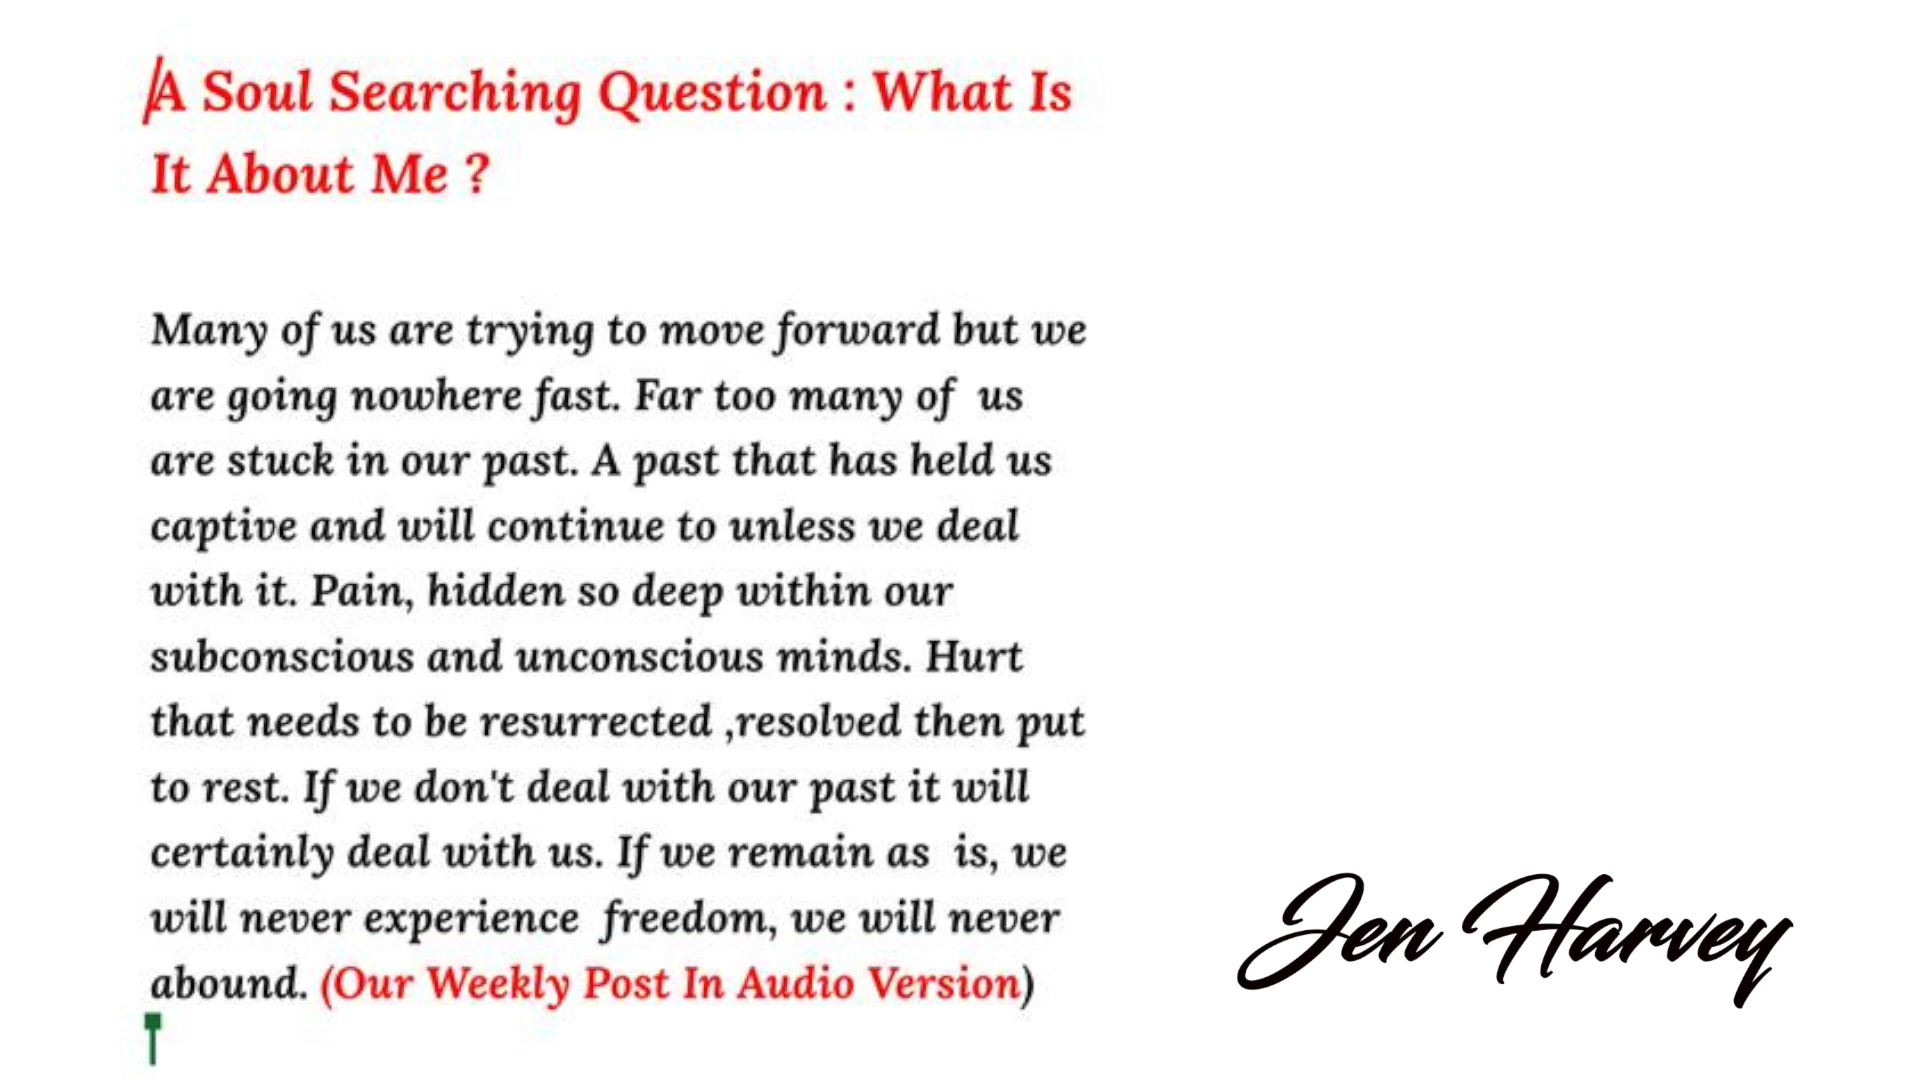 A Soul Searching Question : What Is
It About Me ?
Many of us are trying to move forward but we
are going nowhere fast. Far too many of  us
are stuck in our past. A past that has held us
captive and will continue to unless we deal
with it. Pain, hidden so deep within our
subconscious and unconscious minds. Hurt
that needs to be resurrected ,resolved then put
to rest. If we don't deal with our past it will
certainly deal with us. If we remain as  is, we
will never experience  freedom, we will never
abound. (Our Weekly Post In Audio Version)
Jen Harvey